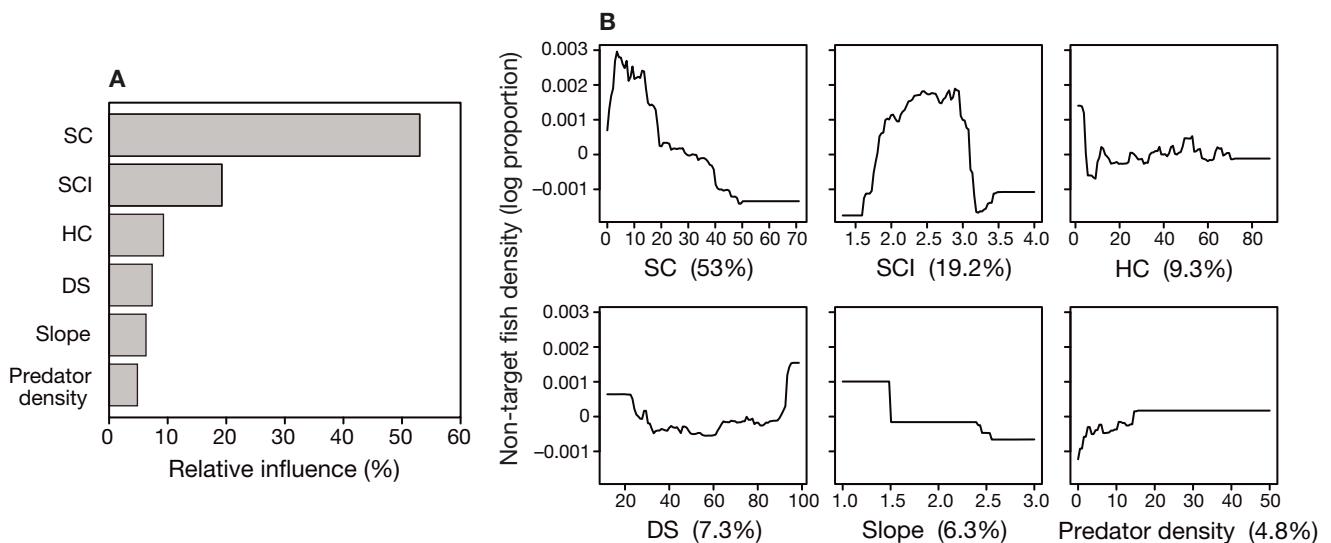 A
SC
SCI
HC
DS
Slope
Predator
density
0 10 20 30 40 50 60
Relative influence (%)
B
Non-target fish density (log proportion)
0.003
0.002
0.001
0
−0.001
0 10 20 30 40 50 60 70
SC (53%)
1.5 2.0 2.5 3.0 3.5 4.0
SCI (19.2%)
0 20 40 60 80
HC (9.3%)
0.003
0.002
0.001
0
−0.001
20 40 60 80 100
DS (7.3%)
1.0 1.5 2.0 2.5 3.0
Slope (6.3%)
0 10 20 30 40 50
Predator density (4.8%)